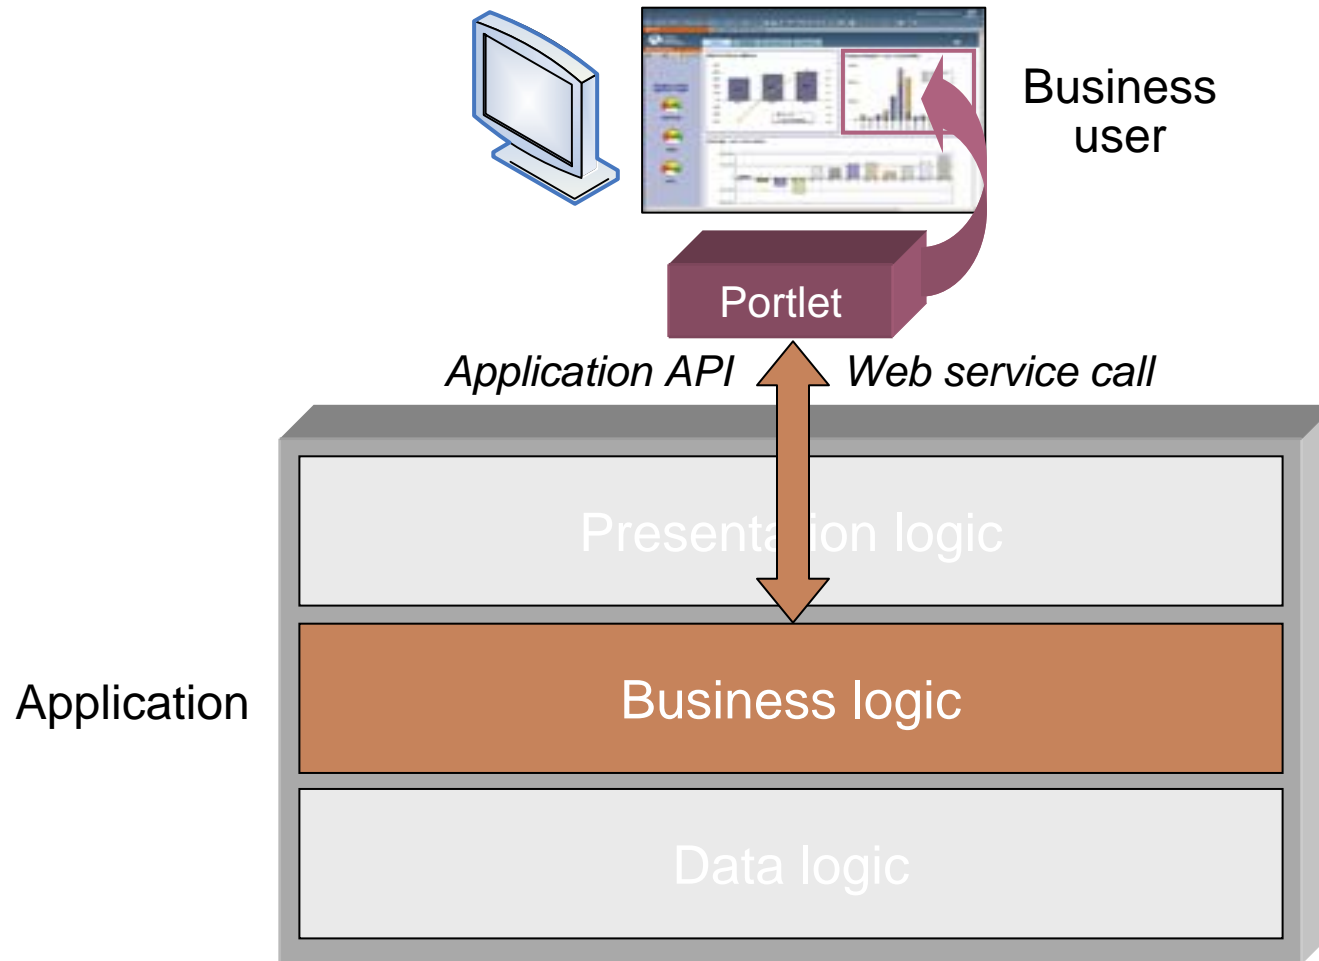 Business
user
Portlet
Application API
Web service call
Presentation logic
Application
Business logic
Data logic